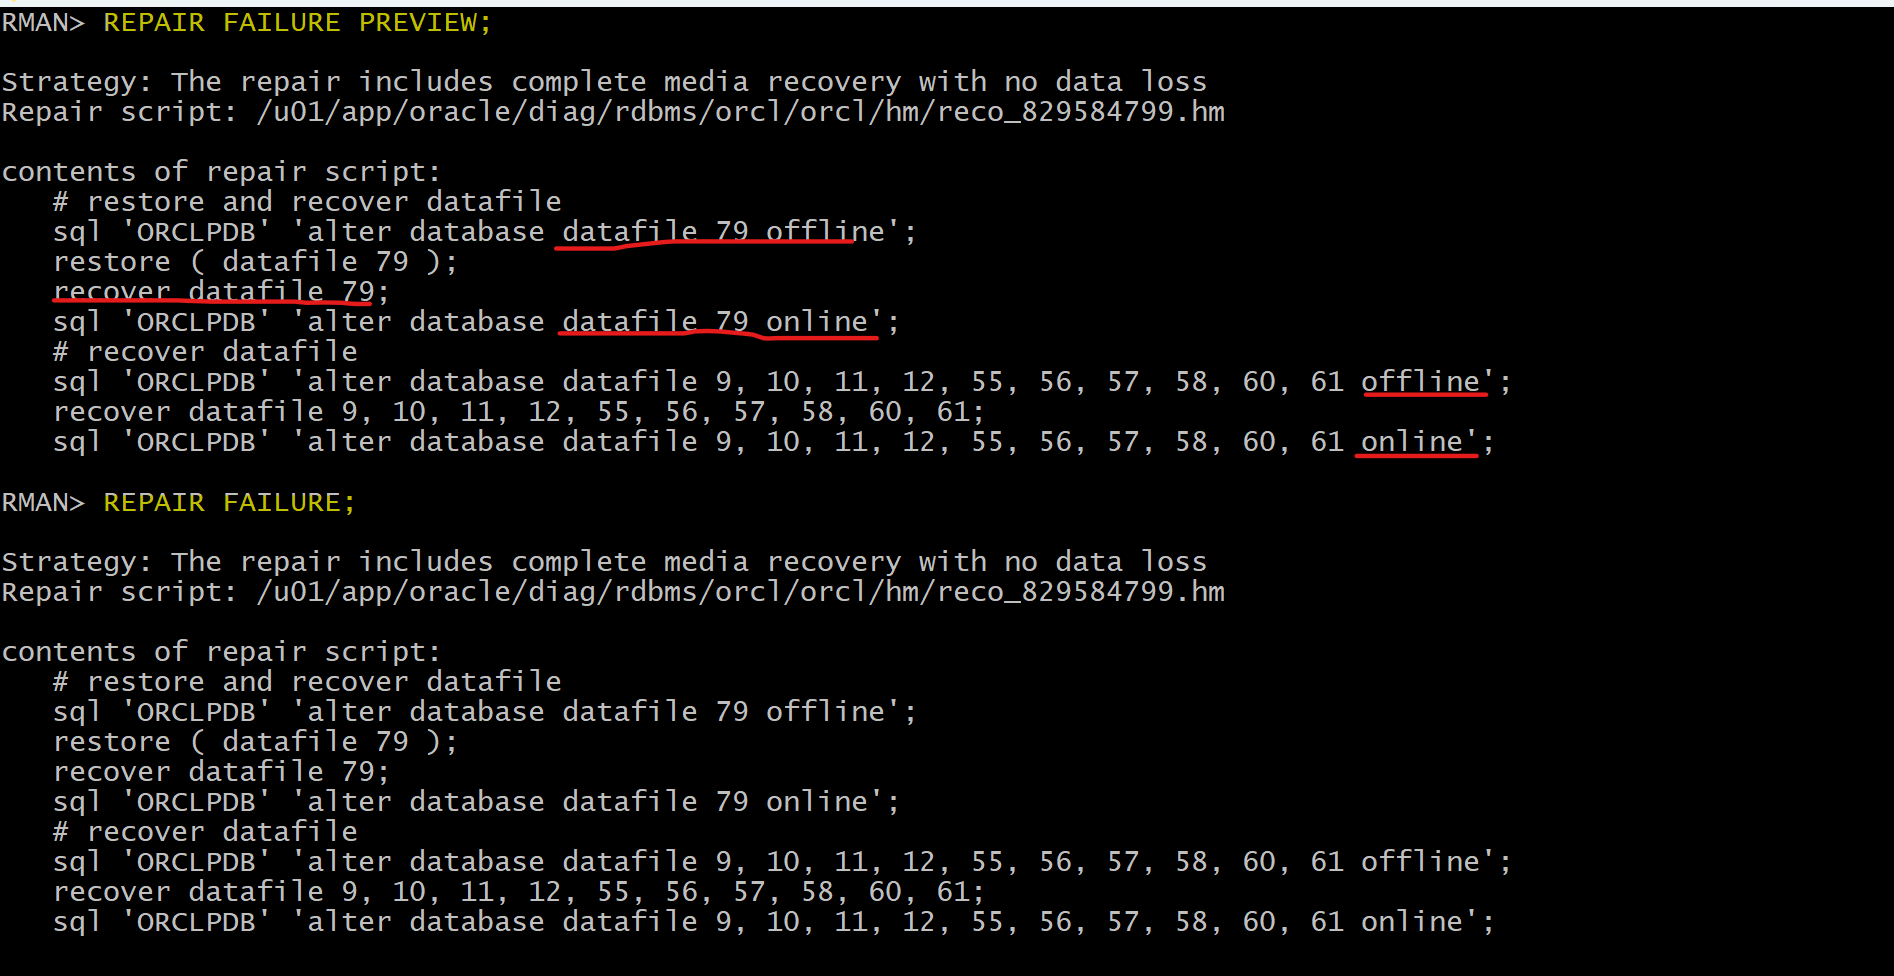 RMAN> REPAIR FAILURE PREVIEW;
Strategy: The repair includes complete media recovery with no data loss
Repair script: /u01/app/oracle/diag/rdbms/orcl/orcl/hm/reco_829584799.hm
contents of repair script:
# restore and recover datafile
sql 'ORCLPDB' 'alter database datafile 79 offline';
restore ( datafile 79 );
recover datafile 79;
sql 'ORCLPDB' 'alter database datafile 79 online';
# recover datafile
sql 'ORCLPDB' 'alter database datafile 9, 10, 11, 12, 55, 56, 57, 58, 60, 61 offline';
recover datafile 9, 10, 11, 12, 55, 56, 57, 58, 60, 61;
sql 'ORCLPDB' 'alter database datafile 9, 10, 11, 12, 55, 56, 57, 58, 60, 61 online';
RMAN> REPAIR FAILURE;
Strategy: The repair includes complete media recovery with no data loss
Repair script: /u01/app/oracle/diag/rdbms/orcl/orcl/hm/reco_829584799.hm
contents of repair script:
# restore and recover datafile
sql 'ORCLPDB' 'alter database datafile 79 offline';
restore ( datafile 79 );
recover datafile 79;
sql 'ORCLPDB' 'alter database datafile 79 online';
# recover datafile
sql 'ORCLPDB' 'alter database datafile 9, 10, 11, 12, 55, 56, 57, 58, 60, 61 offline';
recover datafile 9, 10, 11, 12, 55, 56, 57, 58, 60, 61;
sql 'ORCLPDB' 'alter database datafile 9, 10, 11, 12, 55, 56, 57, 58, 60, 61 online';